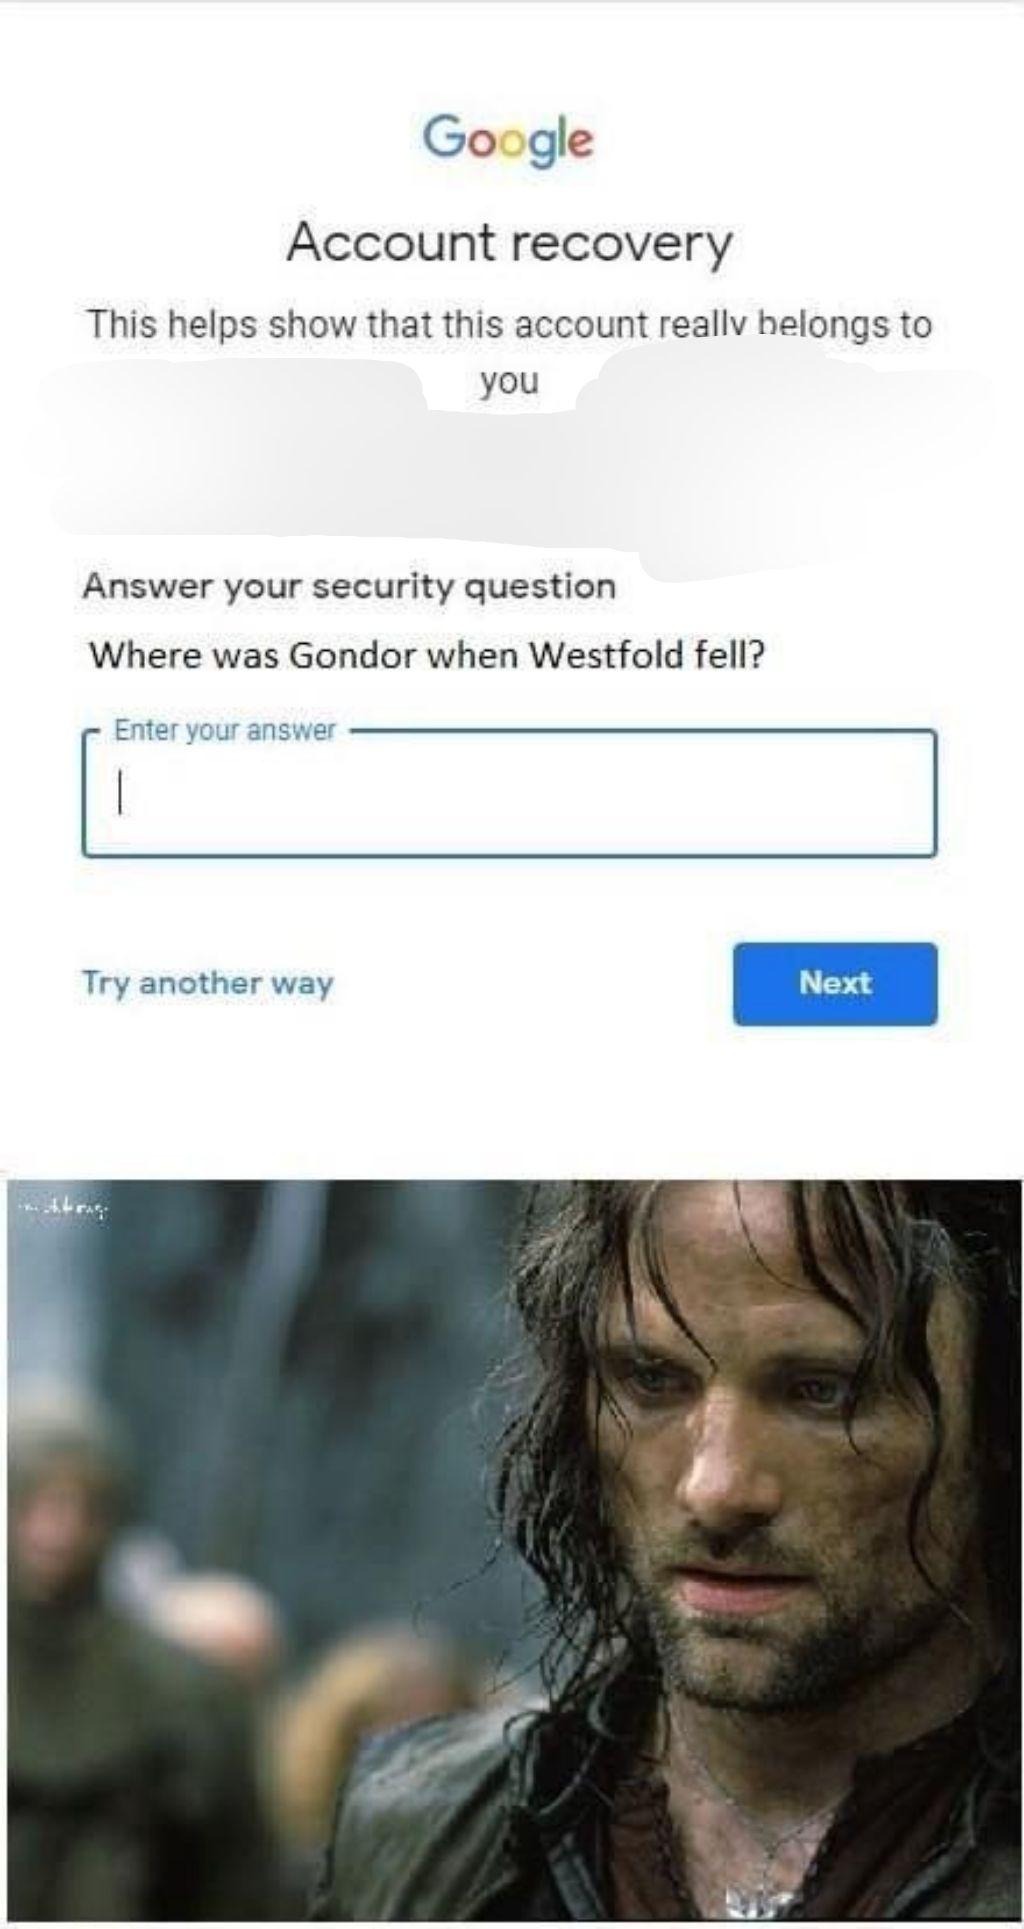 Google
Account recovery
This helps show that this account really belongs to
you
Answer your security question
Where was Gondor when Westfold fell?
Enter your answer
Try another way
Next